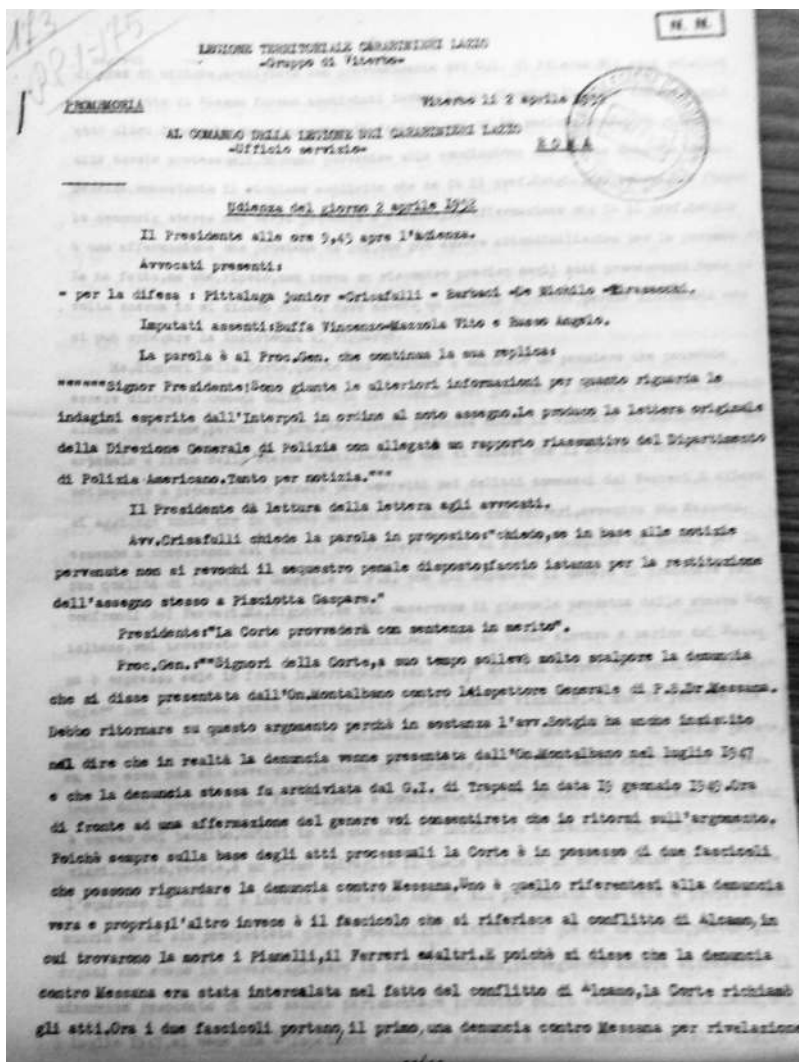 173
M. M.
LEGIONE TERRITORIALE CARABINIERI LAZIO
-Gruppo di Viterbo-
PROMEMORIA
Viterbo li 2 aprile 1952
AL COMANDO DELLA LEGIONE DEI CARABINIERI LAZIO
-Ufficio servizio-
R O M A
Udienza del giorno 2 aprile 1952
Il Presidente alle ore 9,45 apre l'udienza.
Avvocati presenti:
- per la difesa : Pittaluga junior -Crisafulli - Barbaci -De Michilo -
Imputati assenti:Buffa Vincenzo-Mazzola Vito e Russo Angelo.
La parola è al Proc.Gen. che continua la sua replica:
""""""Signor Presidente;Sono giunte le ulteriori informazioni per quanto riguarda le
indagini esperite dall'Interpol in ordine al noto assegno.Le produco la lettera originale
della Direzione Generale di Polizia con allegata un rapporto riassuntivo del Dipartimento
di Polizia Americano.Tanto per notizia."""
Il Presidente dà lettura della lettera agli avvocati.
Avv.Crisafulli chiede la parola in proposito:"chiedo,se in base alle notizie
pervenute non si revochi il sequestro penale disposto;faccio istanza per la restituzione
dell'assegno stesso a Pisciotta Gaspare."
Presidente:"La Corte provvederà con sentenza in merito".
Proc.Gen.:""Signori della Corte,a suo tempo sollevò molto scalpore la denuncia
che si disse presentata dall'On.Montalbano contro lèispettore Generale di P.S.Dr.Messana.
Debbo ritornare su questo argomento perchè in sostanza l'avv.Sotgiu ha anche insistito
nel dire che in realtà la denuncia venne presentata dall'On.Montalbano nel luglio 1947
e che la denuncia stessa fu archiviata dal G.I. di Trapani in data 19 gennaio 1949.Ora
di fronte ad una affermazione del genere voi consentirete che io ritorni sull'argomento.
Poichè sempre sulla base degli atti processuali la Corte è in possesso di due fascicoli
che possono riguardare la denuncia contro Messana,Uno è quello riferentesi alla denuncia
vera e propria;l'altro invece è il fascicolo che si riferisce al conflitto di Alcamo,in
cui trovarono la morte i Pianelli,il Ferreri edaltri.E poichè si disse che la denuncia
contro Messana era stata intercalata nel fatto del conflitto di Alcamo,la Corte richiamò
gli atti.Ora i due fascicoli portano,il primo,una denuncia contro Messana per rivelazione